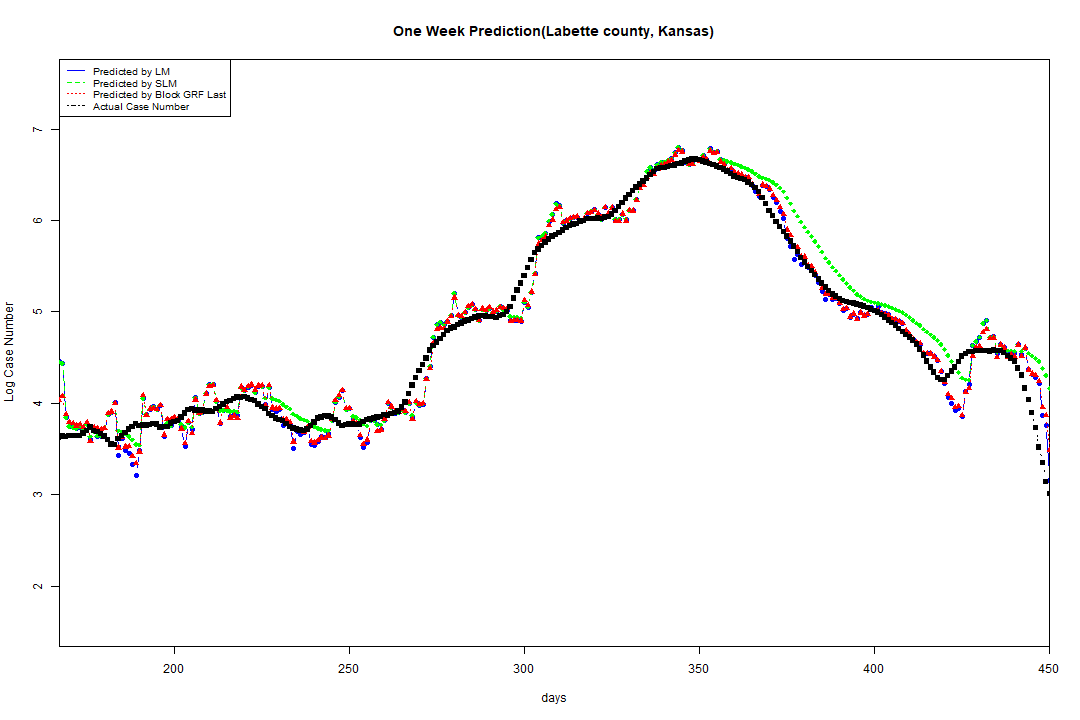 One Week Prediction(Labette county, Kansas)
Predicted by LM
Predicted by SLM
Predicted by Block GRF Last
Actual Case Number
Log Case Number
7
6
5
4
3
2
200 250 300 350 400 450
days